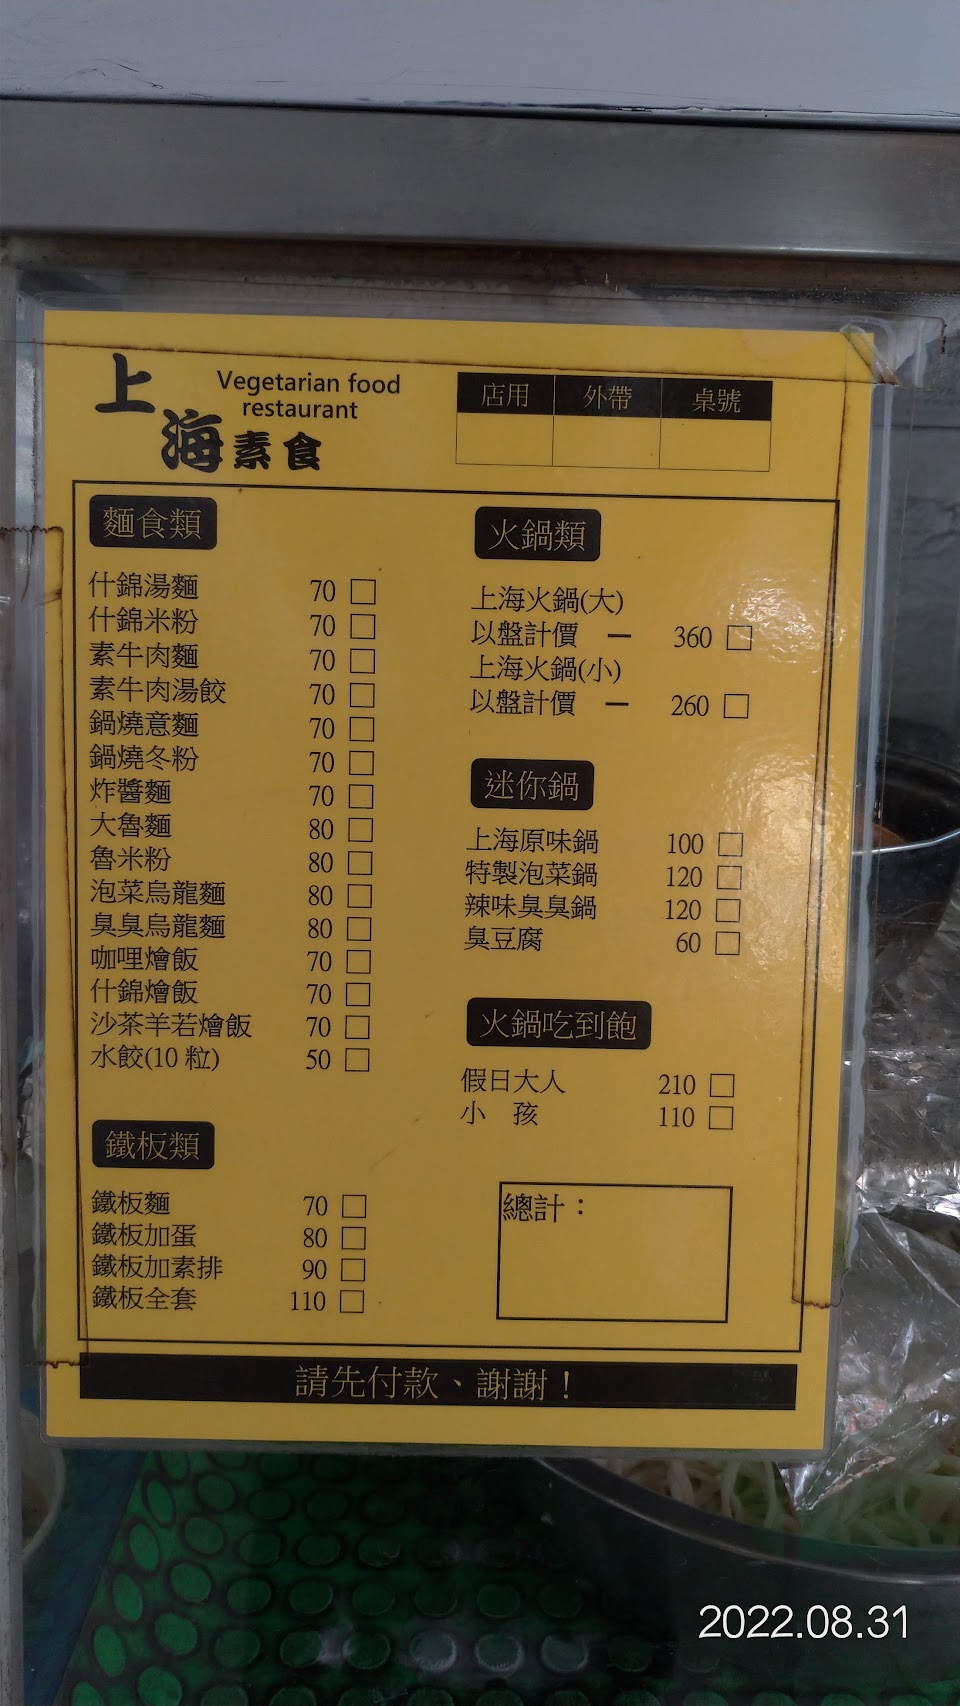 上海素食
Vegetarian food
restaurant
店用 外帶 桌號
麵食類
什錦湯麵 70 □
什錦米粉 70 □
素牛肉麵 70 □
素牛肉湯餃 70 □
鍋燒意麵 70 □
鍋燒冬粉 70 □
炸醬麵 70 □
大魯麵 80 □
魯米粉 80 □
泡菜烏龍麵 80 □
臭臭烏龍麵 80 □
咖哩燴飯 70 □
什錦燴飯 70 □
沙茶羊若燴飯 70 □
水餃(10 粒) 50 □
鐵板類
鐵板麵 70 □
鐵板加蛋 80 □
鐵板加素排 90 □
鐵板全套 110 □
火鍋類
上海火鍋(大)
以盤計價 － 360 □
上海火鍋(小)
以盤計價 － 260 □
迷你鍋
上海原味鍋 100 □
特製泡菜鍋 120 □
辣味臭臭鍋 120 □
臭豆腐 60 □
火鍋吃到飽
假日大人 210 □
小 孩 110 □
總計：
請先付款、謝謝！
2022.08.31